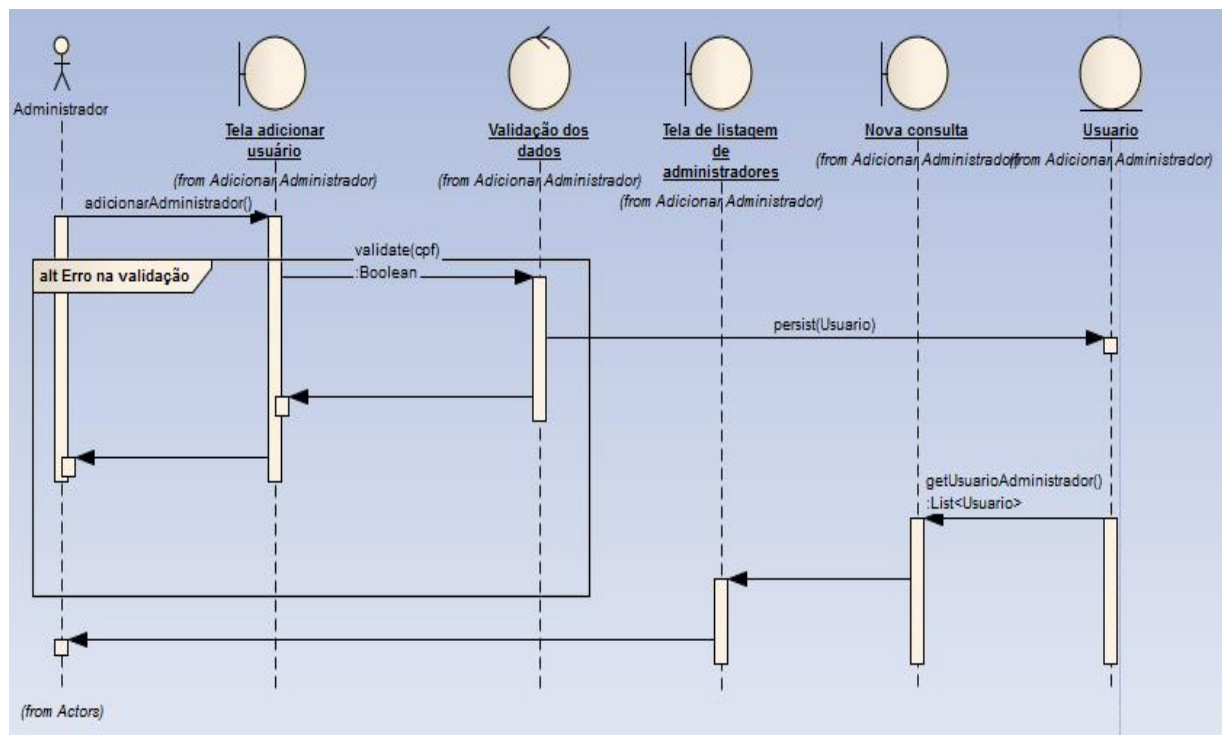 Administrador
Tela adicionar
usuário
(from Adicionar Administrador)
Validação dos
dados
(from Adicionar Administrador)
Tela de listagem
de
administradores
(from Adicionar Administrador)
Nova consulta
(from Adicionar Administrador)
Usuario
(from Adicionar Administrador)
adicionarAdministrador()
alt Erro na validação
validate(cpf)
:Boolean
persist(Usuario)
getUsuarioAdministrador()
:List<Usuario>
(from Actors)